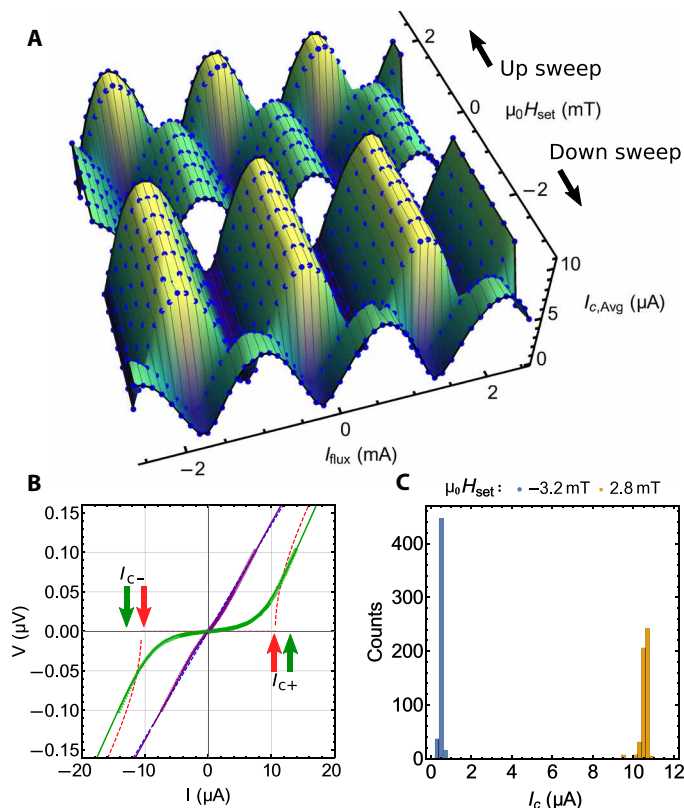 A
Up sweep
μ₀Hset (mT)
Down sweep
2
0
−2
10
5
0
Ic,Avg (μA)
−2
0
2
Iflux (mA)
B
V (μV)
0.15
0.10
0.05
0.00
−0.05
−0.10
−0.15
Ic−
Ic+
−20
−10
0
10
20
I (μA)
C
μ₀Hset: −3.2 mT 2.8 mT
Counts
400
300
200
100
0
0
2
4
6
8
10
12
Ic (μA)